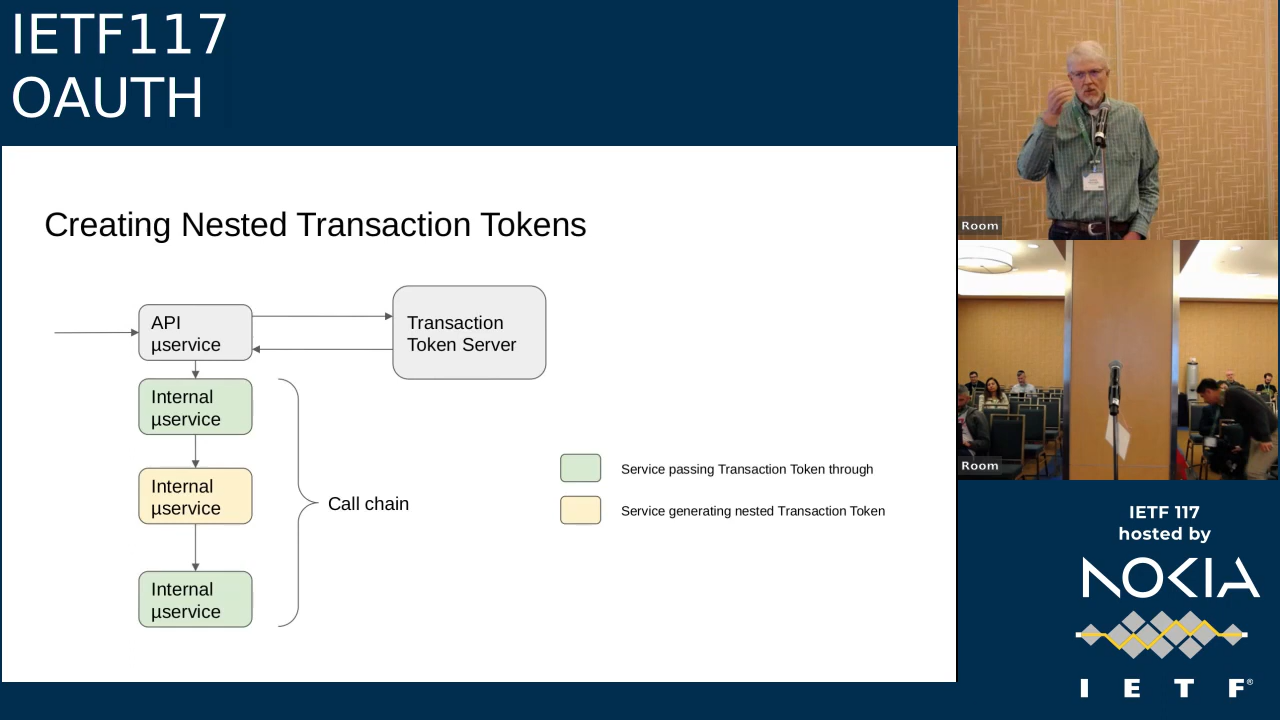 IETF117
OAUTH
Creating Nested Transaction Tokens
API
µservice
Transaction
Token Server
Internal
µservice
Internal
µservice
Call chain
Internal
µservice
Service passing Transaction Token through
Service generating nested Transaction Token
Room
Room
IETF 117
hosted by
NOKIA
I E T F®